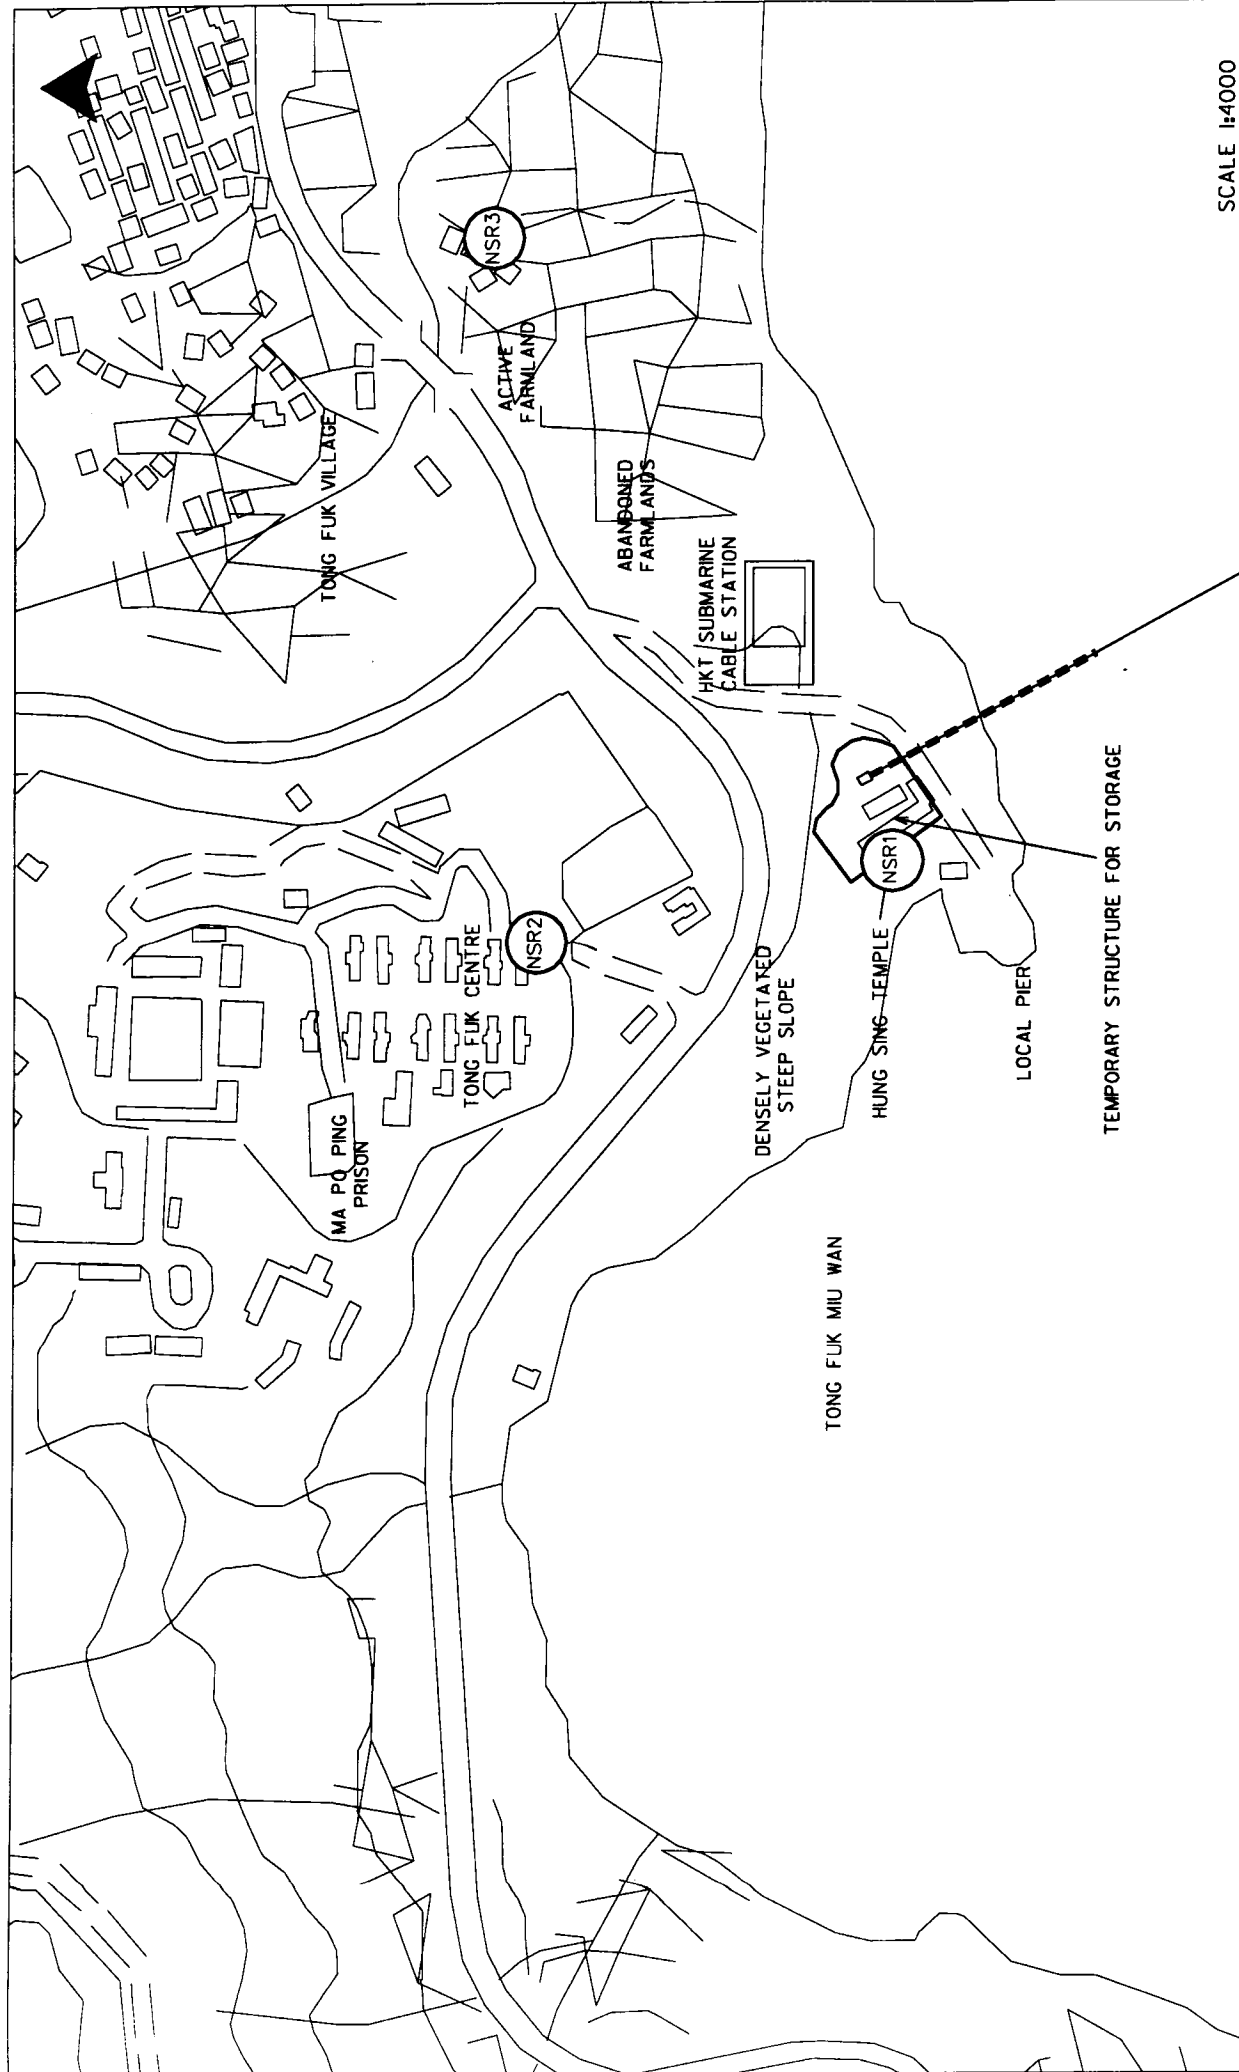 TONG FUK VILLAGE
NSR3
ACTIVE
FARMLAND
ABANDONED
FARMLANDS
HKT SUBMARINE
CABLE STATION
TONG FUK CENTRE
NSR2
MA PO PING
PRISON
DENSELY VEGETATED
STEEP SLOPE
NSR1
HUNG SING TEMPLE
LOCAL PIER
TEMPORARY STRUCTURE FOR STORAGE
TONG FUK MIU WAN
SCALE 1:4000